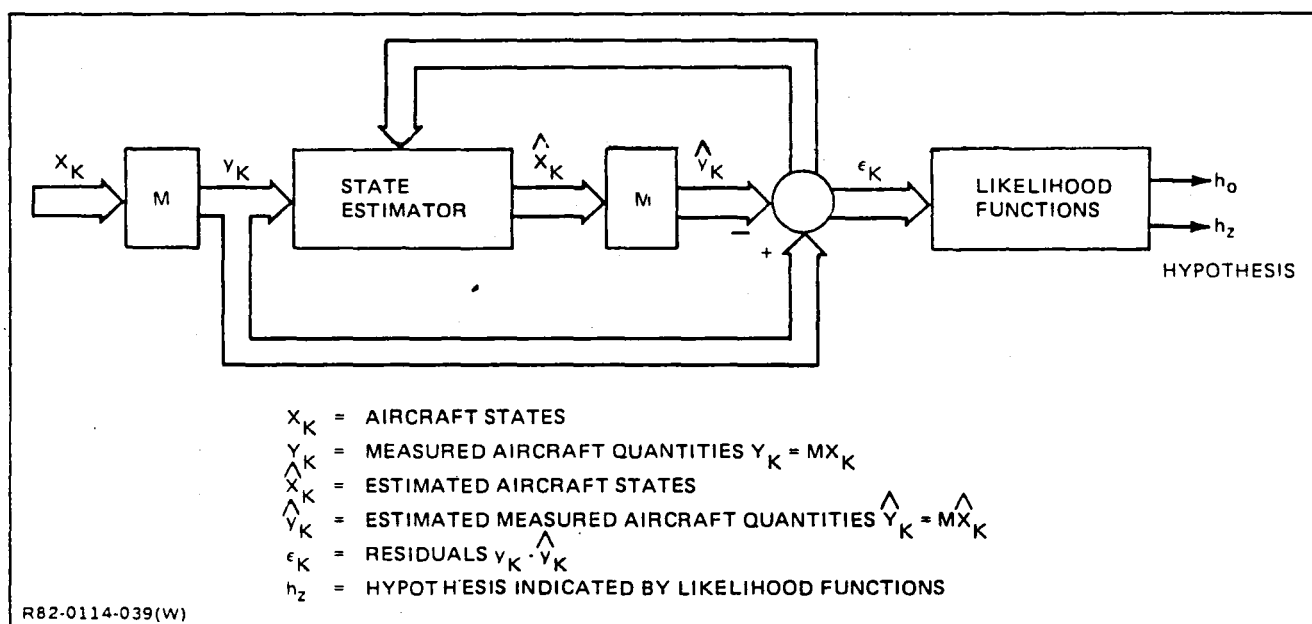 X_K
M
y_K
STATE
ESTIMATOR
X̂_K
M
ŷ_K
−
+
ε_K
LIKELIHOOD
FUNCTIONS
h_o
h_z
HYPOTHESIS
X_K = AIRCRAFT STATES
Y_K = MEASURED AIRCRAFT QUANTITIES Y_K = MX_K
X̂_K = ESTIMATED AIRCRAFT STATES
ŷ_K = ESTIMATED MEASURED AIRCRAFT QUANTITIES Ŷ_K = MX̂_K
ε_K = RESIDUALS y_K · ŷ_K
h_z = HYPOTHESIS INDICATED BY LIKELIHOOD FUNCTIONS
R82-0114-039(W)